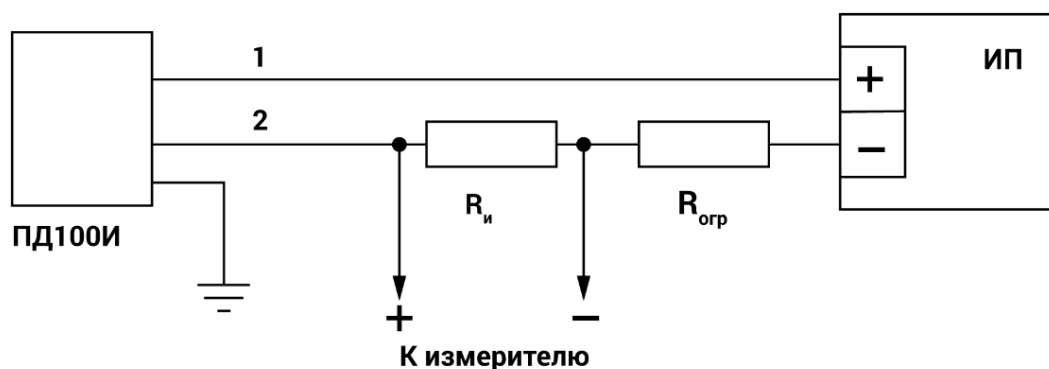 1
ИП
+
2
−
Rи
Rогр
ПД100И
+ −
К измерителю